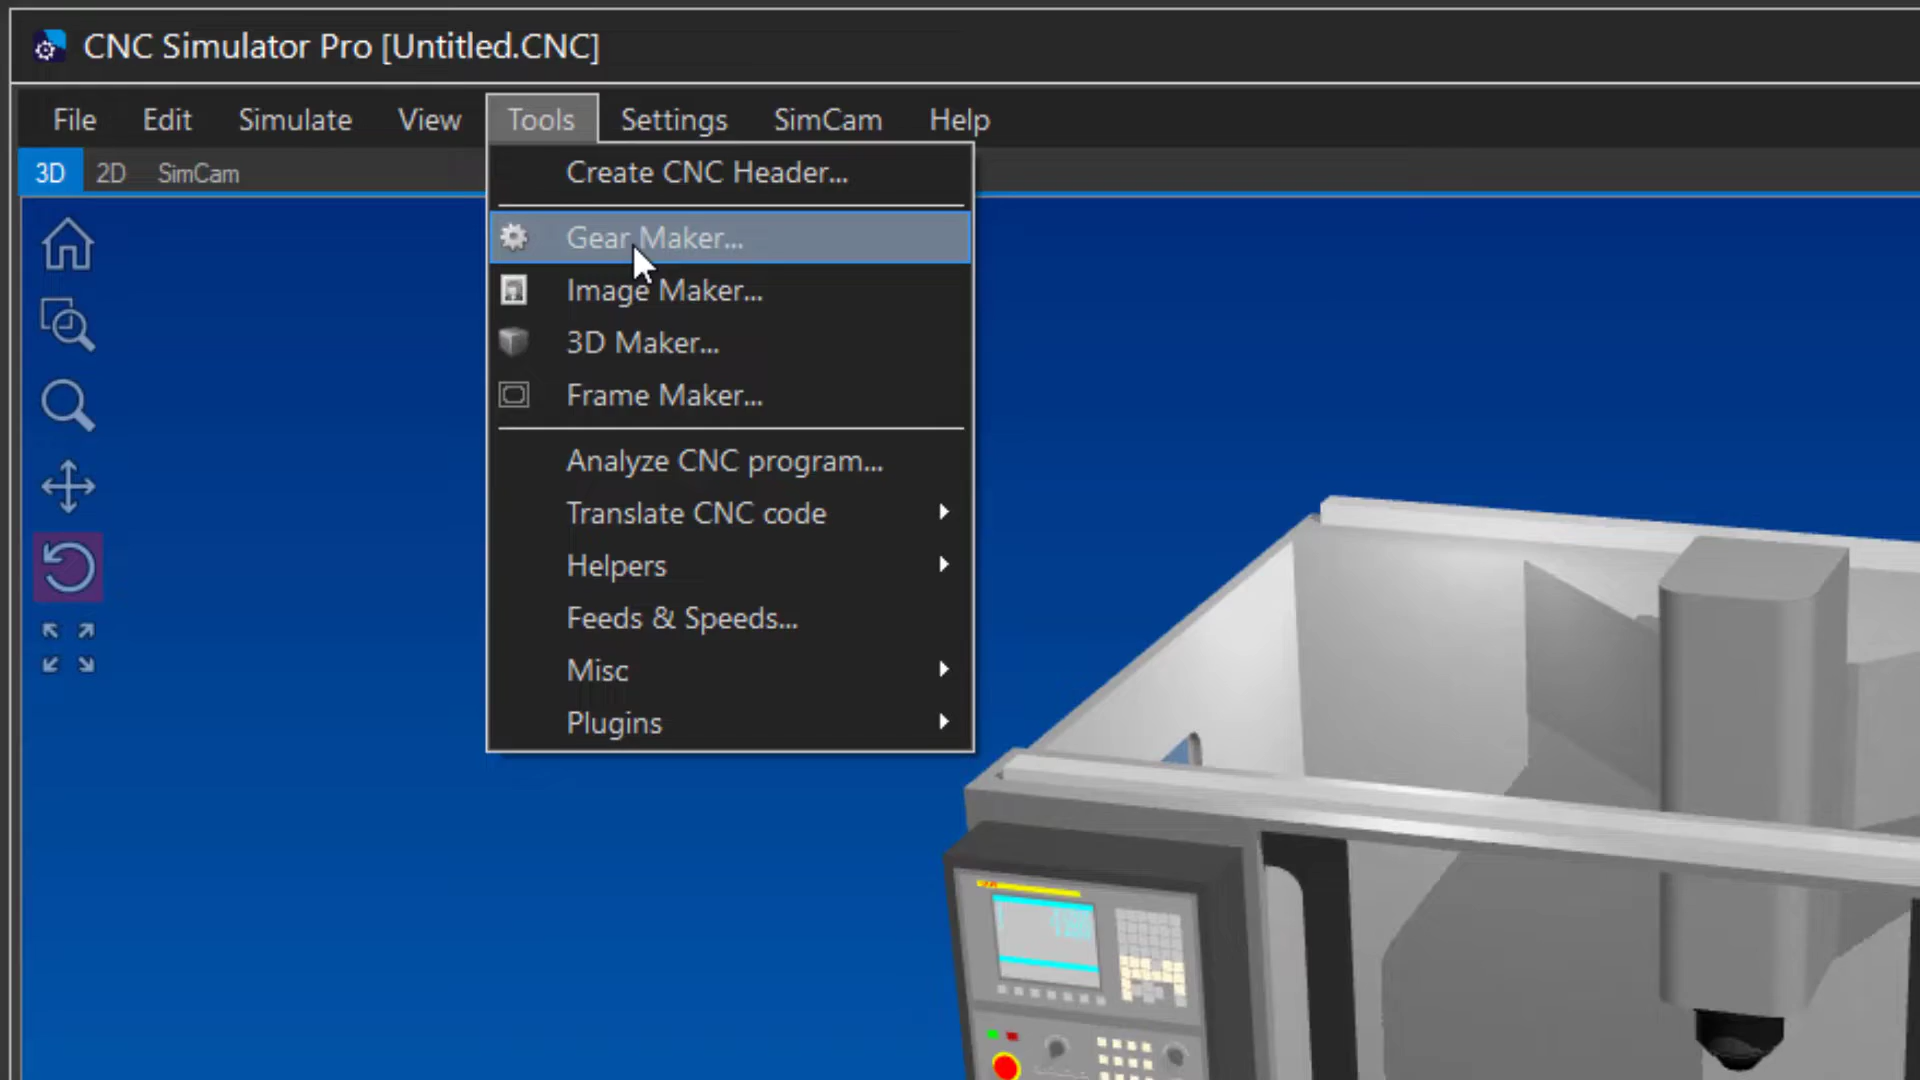 CNC Simulator Pro [Untitled.CNC]
File Edit Simulate View Tools Settings SimCam Help
3D 2D SimCam
Create CNC Header...
Gear Maker...
Image Maker...
3D Maker...
Frame Maker...
Analyze CNC program...
Translate CNC code
Helpers
Feeds & Speeds...
Misc
Plugins